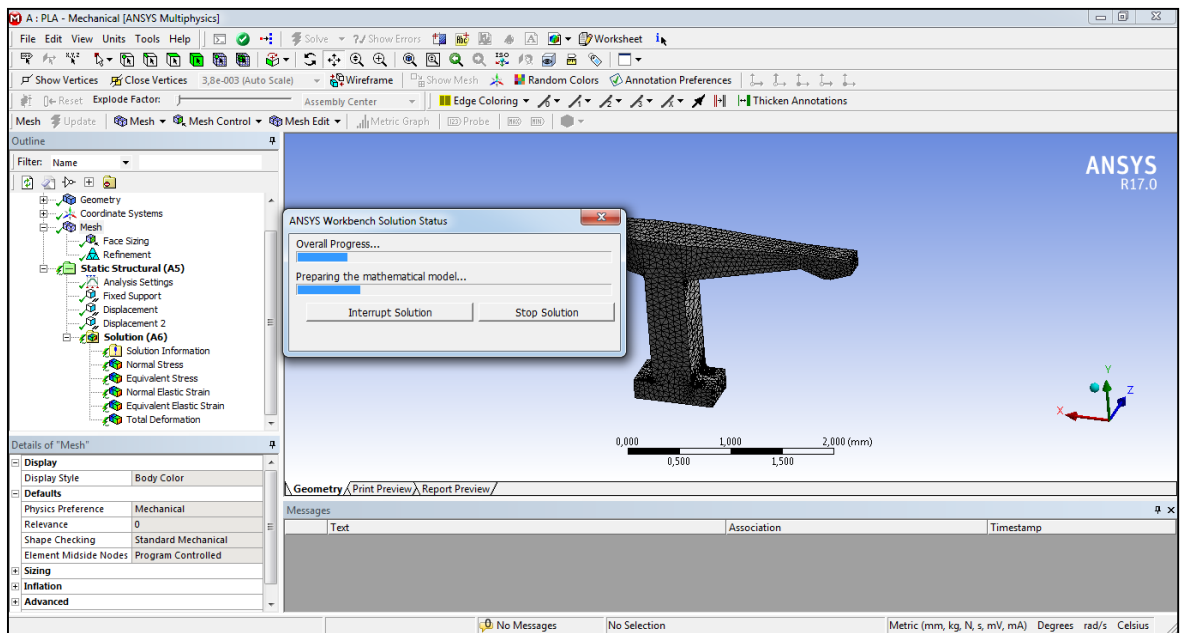 A : PLA - Mechanical [ANSYS Multiphysics]
File Edit View Units Tools Help Solve ?/ Show Errors Worksheet
Show Vertices Close Vertices 3,8e-003 (Auto Scale) Wireframe Show Mesh Random Colors Annotation Preferences
Reset Explode Factor: Assembly Center Edge Coloring Thicken Annotations
Mesh Update Mesh Mesh Control Mesh Edit Metric Graph Probe
Outline
Filter: Name
Geometry
Coordinate Systems
Mesh
Face Sizing
Refinement
Static Structural (A5)
Analysis Settings
Fixed Support
Displacement
Displacement 2
Solution (A6)
Solution Information
Normal Stress
Equivalent Stress
Normal Elastic Strain
Equivalent Elastic Strain
Total Deformation
Details of "Mesh"
Display
Display Style Body Color
Defaults
Physics Preference Mechanical
Relevance 0
Shape Checking Standard Mechanical
Element Midside Nodes Program Controlled
Sizing
Inflation
Advanced
ANSYS
R17.0
ANSYS Workbench Solution Status
Overall Progress...
Preparing the mathematical model...
Interrupt Solution Stop Solution
Y
Z
X
0,000 1,000 2,000 (mm)
0,500 1,500
Geometry Print Preview Report Preview
Messages
Text Association Timestamp
No Messages No Selection Metric (mm, kg, N, s, mV, mA) Degrees rad/s Celsius